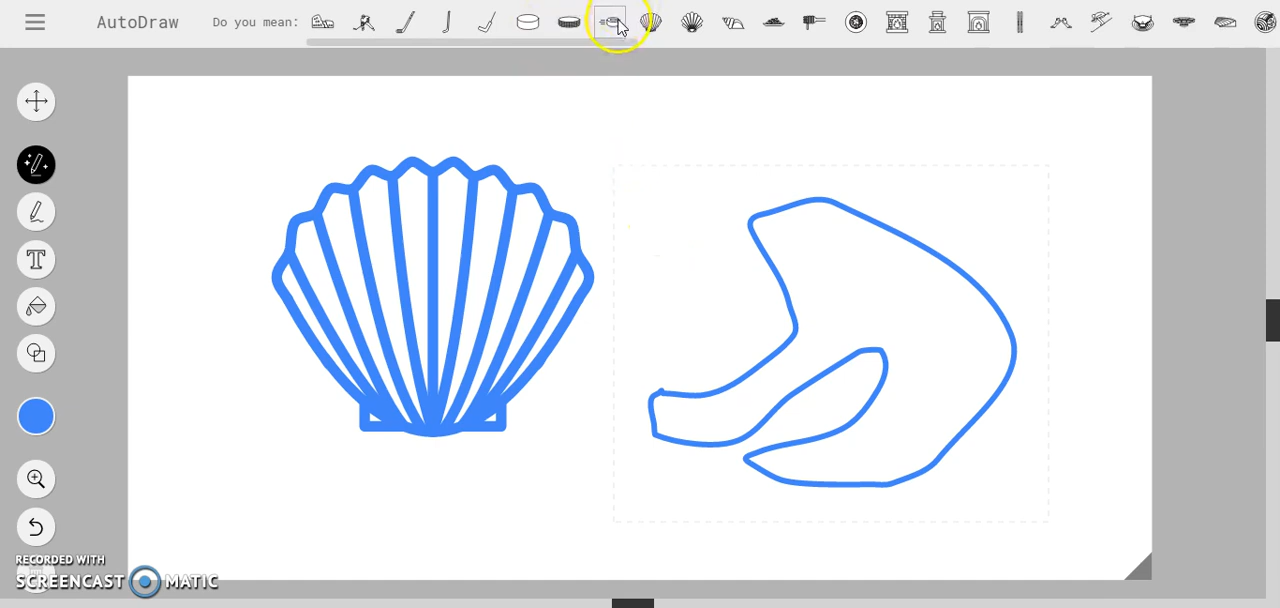 AutoDraw
Do you mean:
T
RECORDED WITH
SCREENCAST MATIC